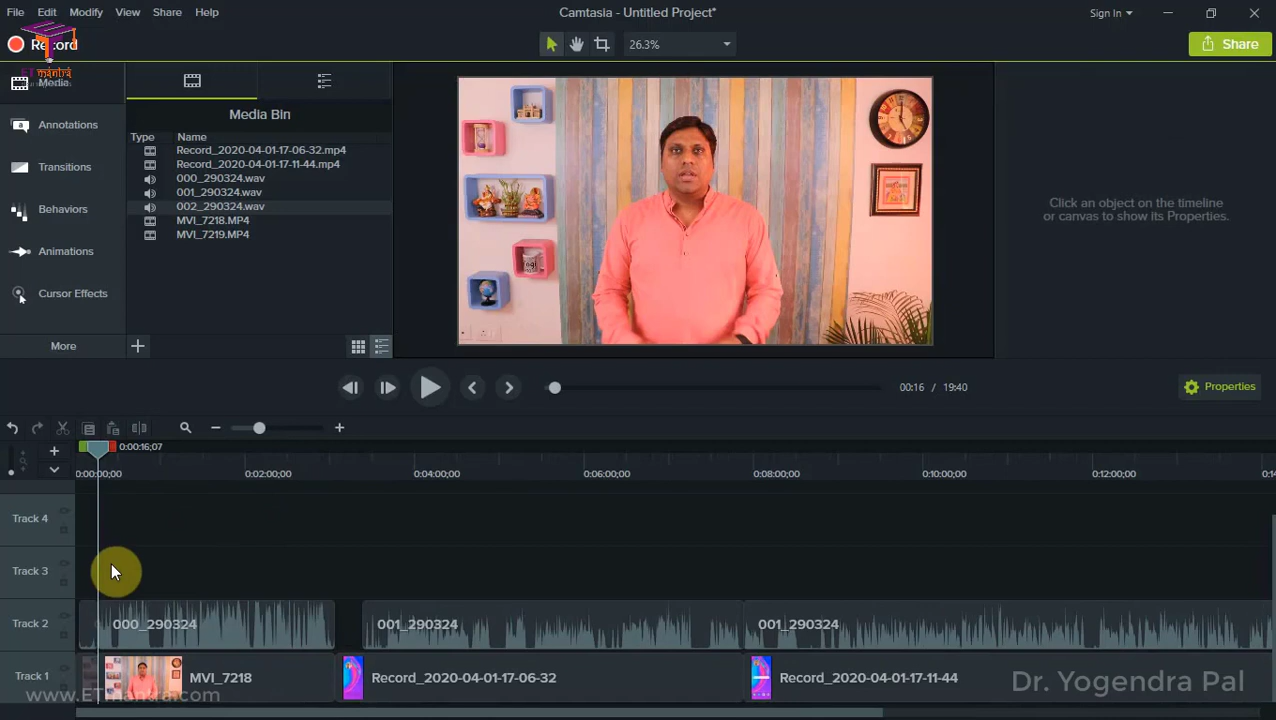 File Edit Modify View Share Help
Camtasia - Untitled Project*
Sign In
Record
26.3%
Share
ET mantra
Media
Annotations
Transitions
Behaviors
Animations
Cursor Effects
More
Media Bin
Type Name
Record_2020-04-01-17-06-32.mp4
Record_2020-04-01-17-11-44.mp4
000_290324.wav
001_290324.wav
002_290324.wav
MVI_7218.MP4
MVI_7219.MP4
Click an object on the timeline
or canvas to show its Properties.
00:16 / 19:40
Properties
0:00:16;07
0:00:00;00 0:02:00;00 0:04:00;00 0:06:00;00 0:08:00;00 0:10:00;00 0:12:00;00
Track 4
Track 3
Track 2
000_290324
001_290324
001_290324
Track 1
MVI_7218
Record_2020-04-01-17-06-32
Record_2020-04-01-17-11-44
www.ETmantra.com
Dr. Yogendra Pal